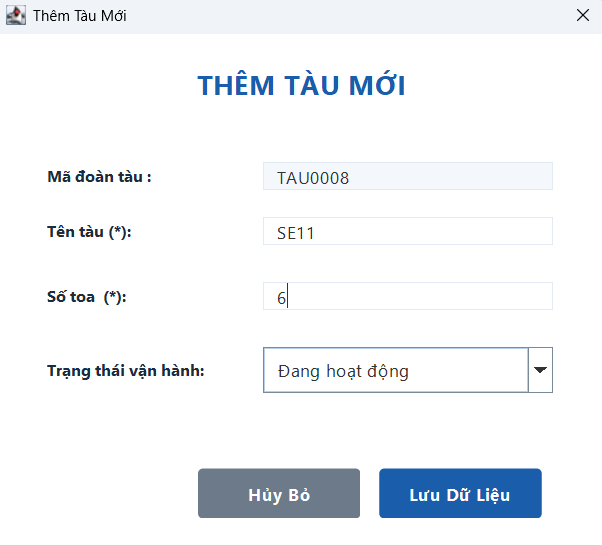 Thêm Tàu Mới
THÊM TÀU MỚI
Mã đoàn tàu : TAU0008
Tên tàu (*): SE11
Số toa (*): 6
Trạng thái vận hành: Đang hoạt động
Hủy Bỏ Lưu Dữ Liệu